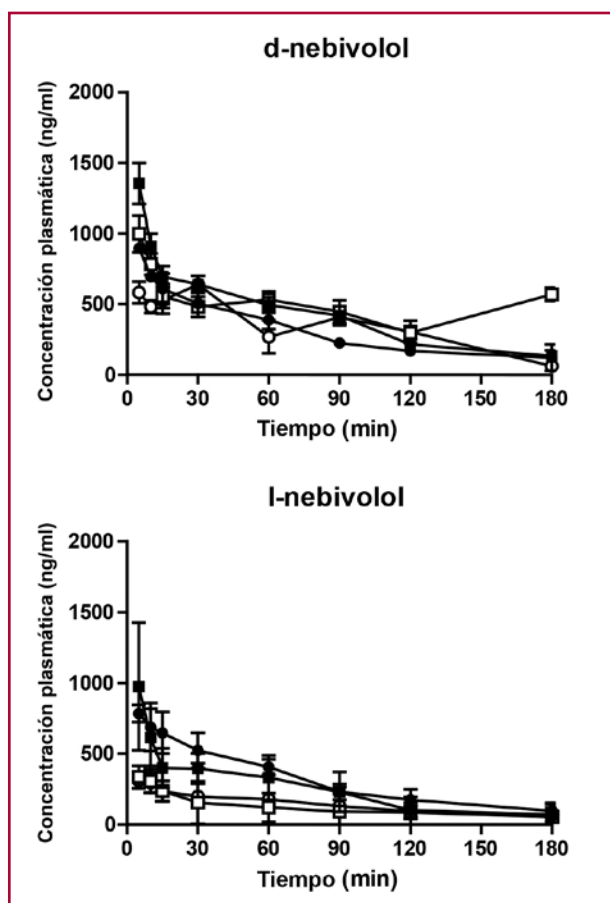 d-nebivolol
Concentración plasmática (ng/ml)
2000
1500
1000
500
0
0 30 60 90 120 150 180
Tiempo (min)
l-nebivolol
Concentración plasmática (ng/ml)
2000
1500
1000
500
0
0 30 60 90 120 150 180
Tiempo (min)